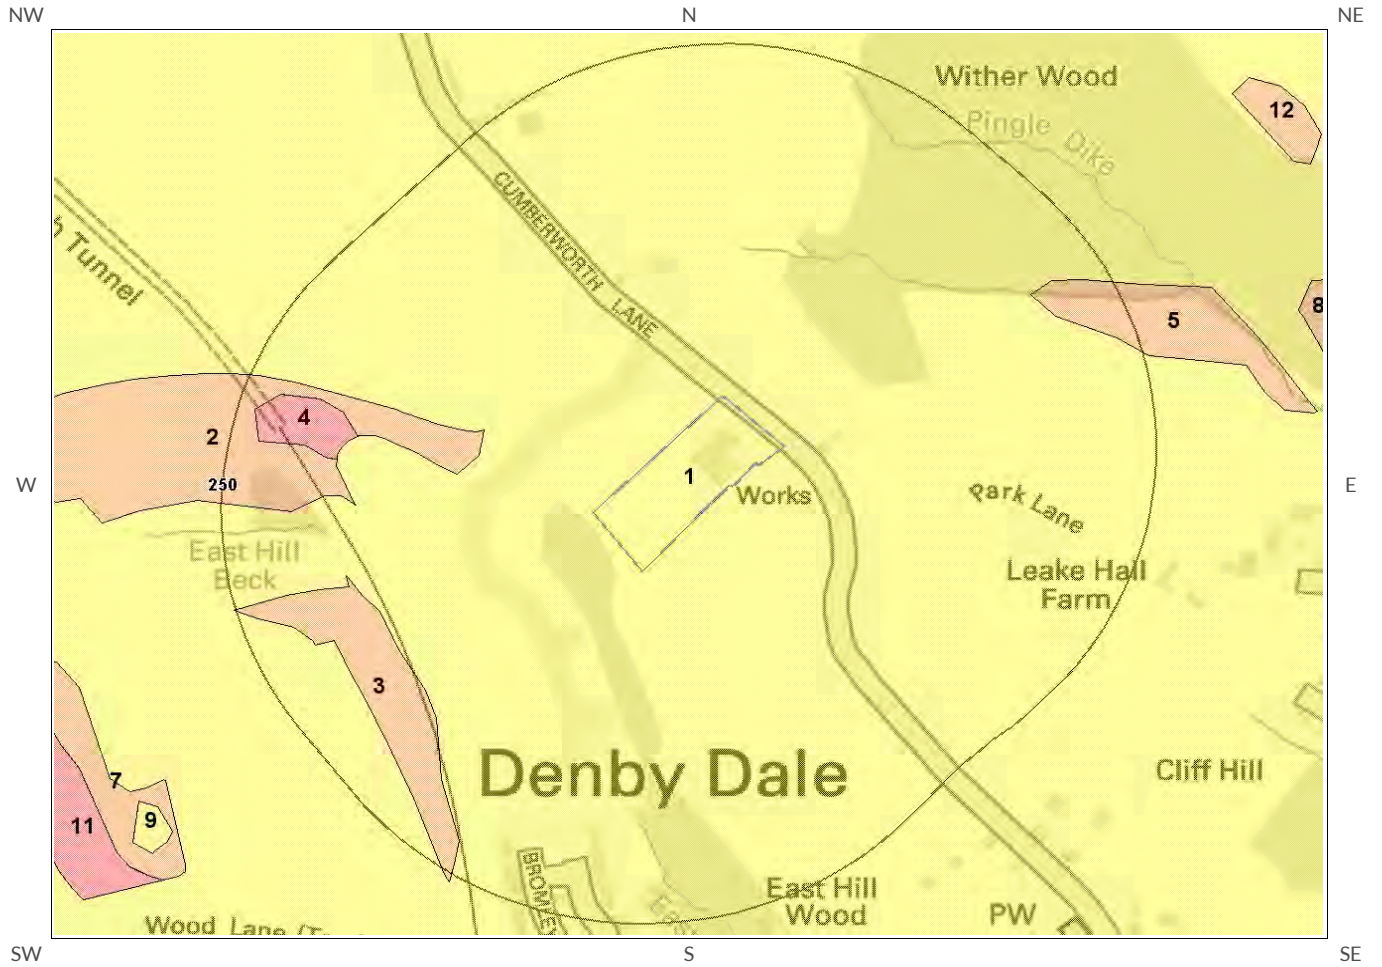 NW
N
NE
Wither Wood
Pingle Dike
12
CUMBERWORTH LANE
Tunnel
5
8
4
2
250
1
Works
W
E
Park Lane
East Hill
Beck
Leake Hall
Farm
3
Denby Dale
Cliff Hill
7
9
11
East Hill
Wood
PW
Wood Lane
SW
S
SE